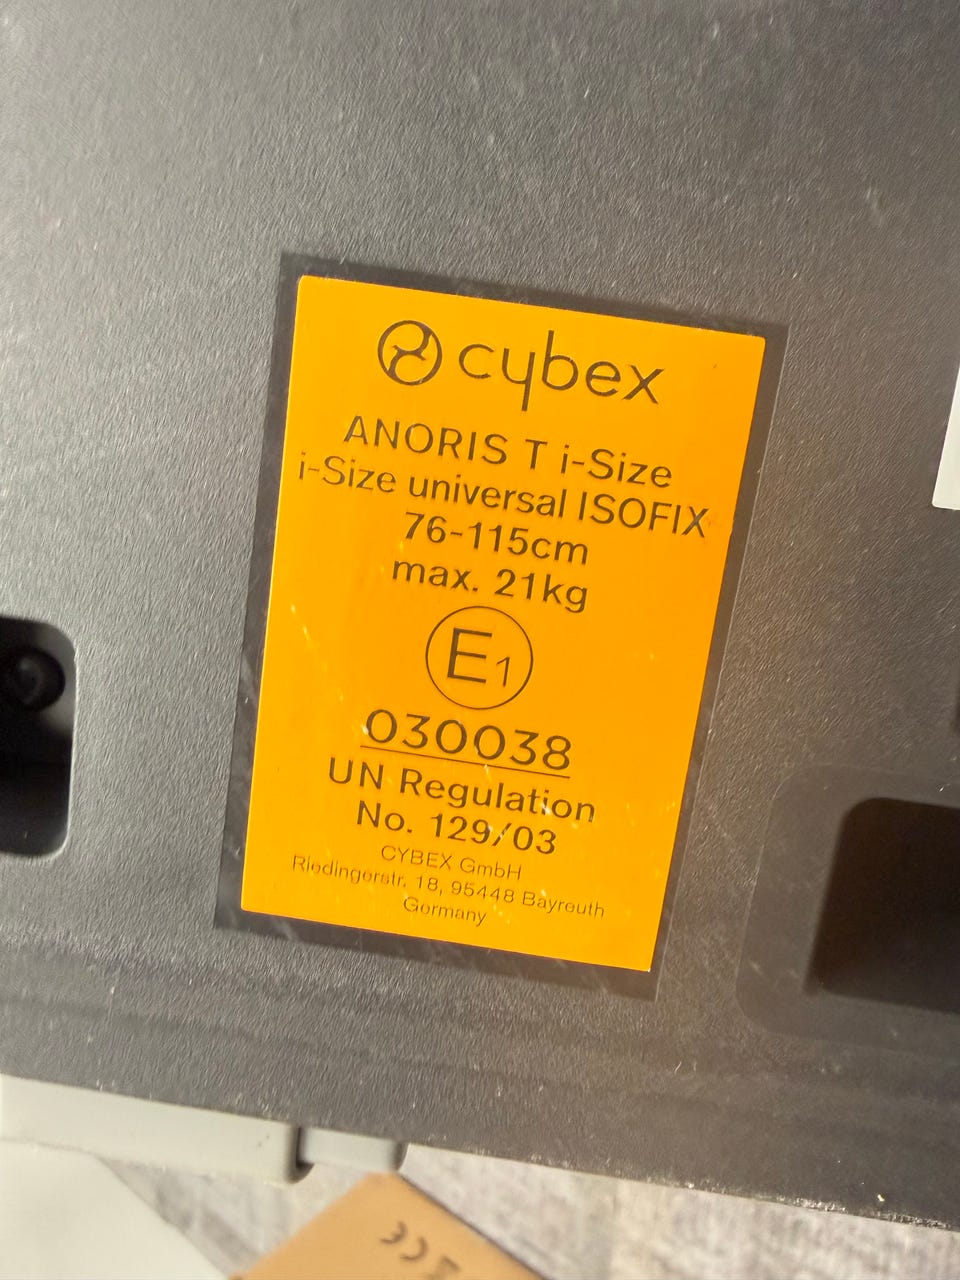 cybex
ANORIS T i-Size
i-Size universal ISOFIX
76-115cm
max. 21kg
E1
030038
UN Regulation
No. 129/03
CYBEX GmbH
Riedingerstr. 18, 95448 Bayreuth
Germany